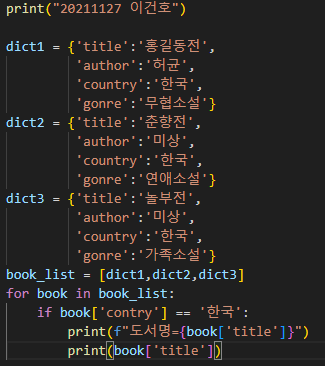 print("20211127 이건호")
dict1 = {'title':'홍길동전',
'author':'허균',
'country':'한국',
'gonre':'무협소설'}
dict2 = {'title':'춘향전',
'author':'미상',
'country':'한국',
'gonre':'연애소설'}
dict3 = {'title':'놀부전',
'author':'미상',
'country':'한국',
'gonre':'가족소설'}
book_list = [dict1,dict2,dict3]
for book in book_list:
if book['contry'] == '한국':
print(f"도서명={book['title']}")
print(book['title'])